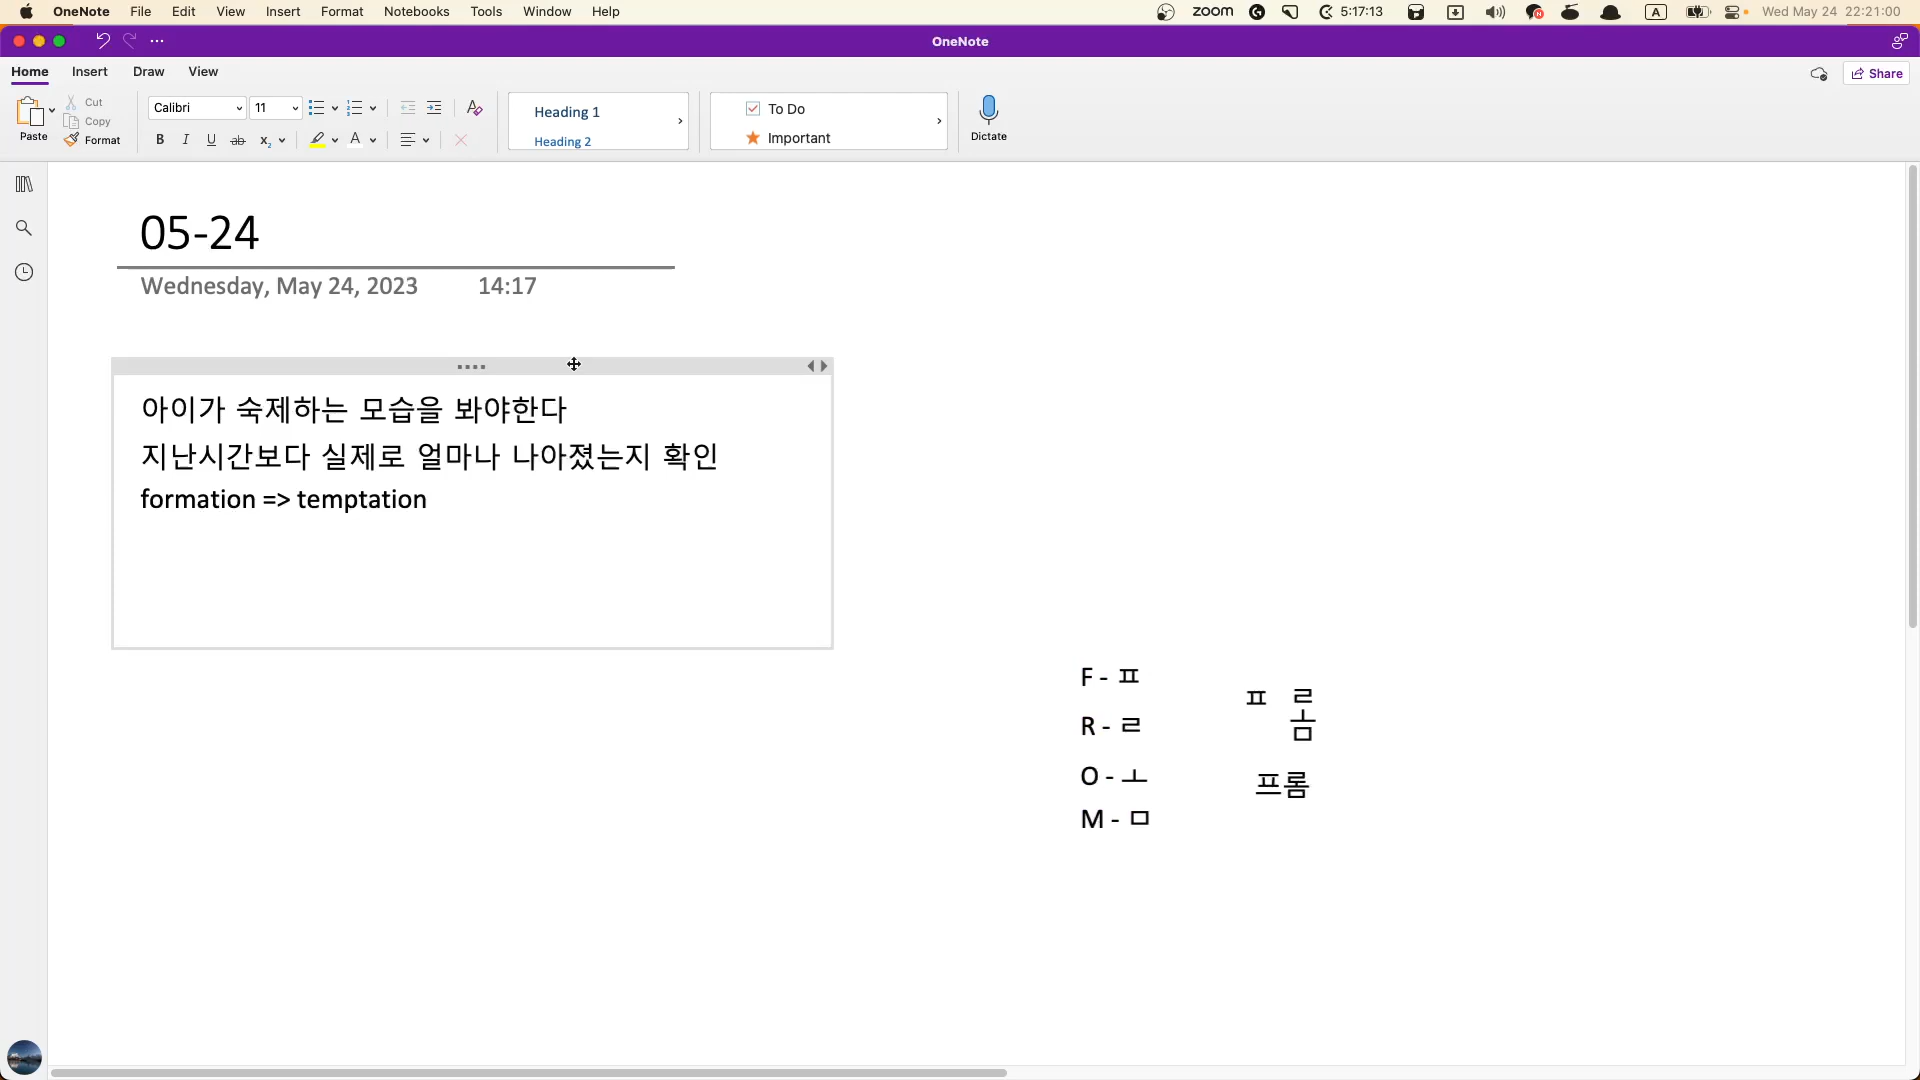 OneNote File Edit View Insert Format Notebooks Tools Window Help zoom 5:17:13 A Wed May 24 22:21:00
OneNote
Home Insert Draw View Share
Paste Cut Copy Format
Calibri 11
B I U ab x₂ A
Heading 1
Heading 2
To Do
Important
Dictate
05-24
Wednesday, May 24, 2023 14:17
아이가 숙제하는 모습을 봐야한다
지난시간보다 실제로 얼마나 나아졌는지 확인
formation => temptation
F - ㅍ
R - ㄹ
O - ㅗ
M - ㅁ
ㅍ ㄹ
ㅗ
ㅁ
프롬